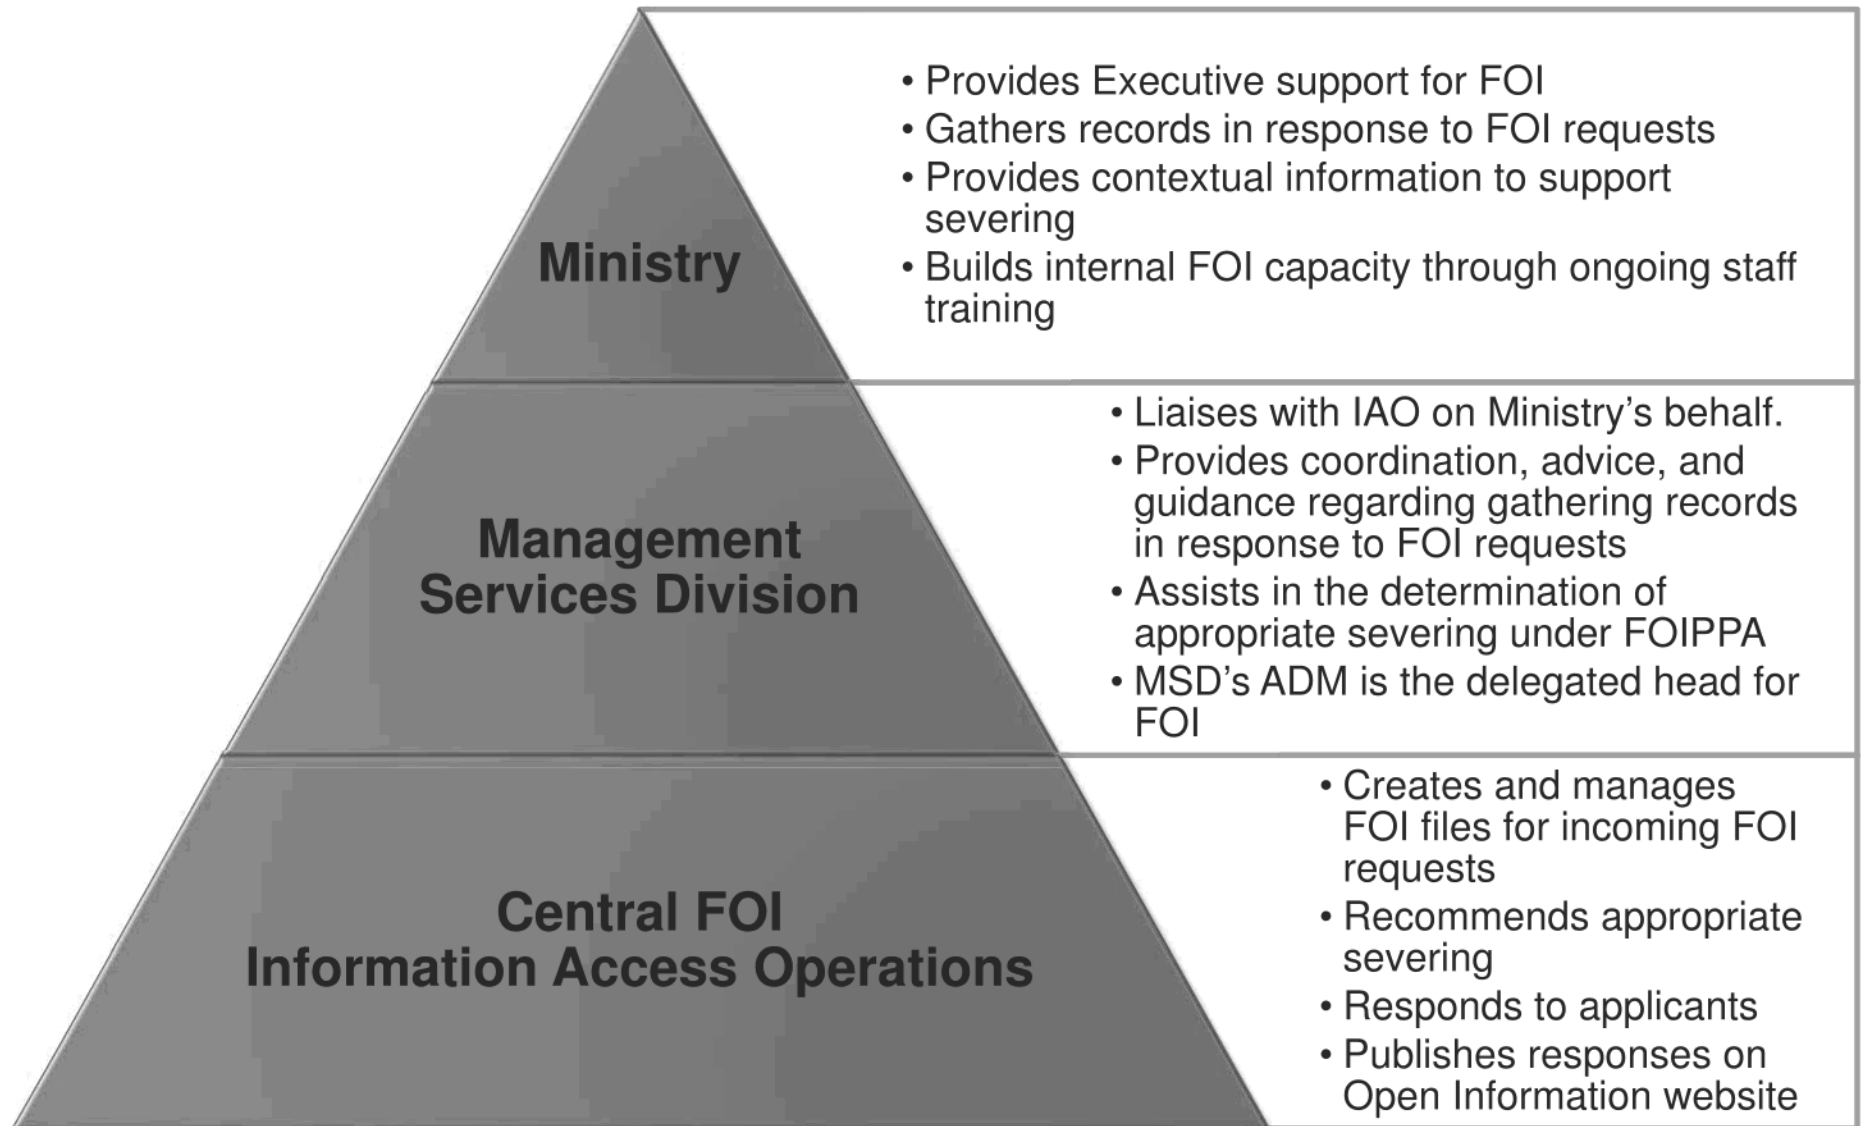 Ministry
• Provides Executive support for FOI
• Gathers records in response to FOI requests
• Provides contextual information to support
severing
• Builds internal FOI capacity through ongoing staff
training
Management
Services Division
• Liaises with IAO on Ministry’s behalf.
• Provides coordination, advice, and
guidance regarding gathering records
in response to FOI requests
• Assists in the determination of
appropriate severing under FOIPPA
• MSD’s ADM is the delegated head for
FOI
Central FOI
Information Access Operations
• Creates and manages
FOI files for incoming FOI
requests
• Recommends appropriate
severing
• Responds to applicants
• Publishes responses on
Open Information website